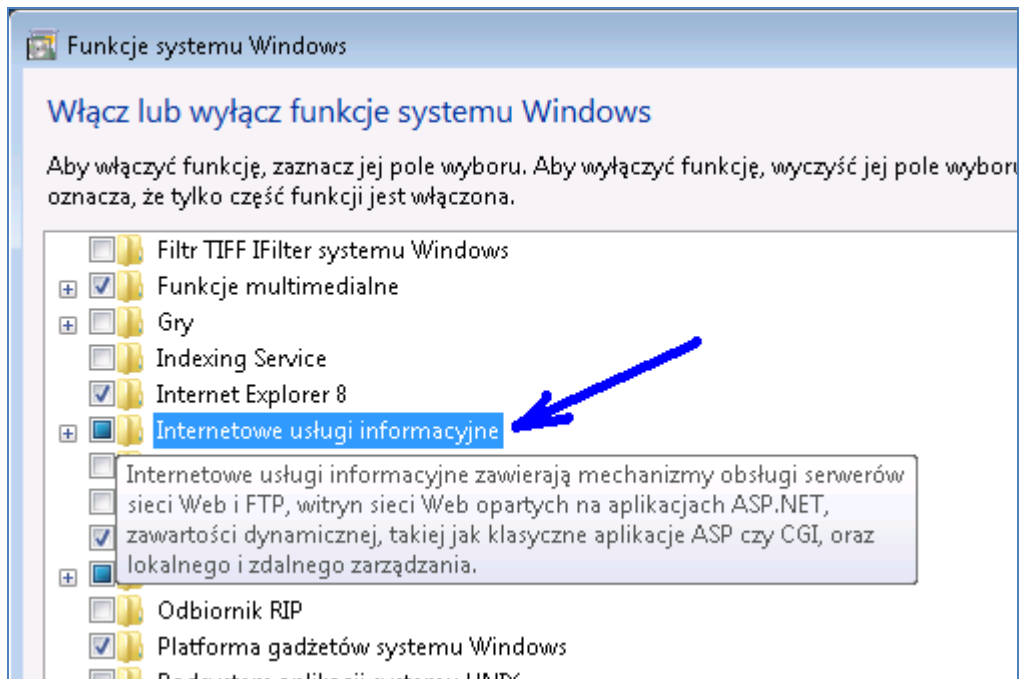 Funkcje systemu Windows
Włącz lub wyłącz funkcje systemu Windows
Aby włączyć funkcję, zaznacz jej pole wyboru. Aby wyłączyć funkcję, wyczyść jej pole wyboru
oznacza, że tylko część funkcji jest włączona.
Filtr TIFF IFilter systemu Windows
Funkcje multimedialne
Gry
Indexing Service
Internet Explorer 8
Internetowe usługi informacyjne
Internetowe usługi informacyjne zawierają mechanizmy obsługi serwerów
sieci Web i FTP, witryn sieci Web opartych na aplikacjach ASP.NET,
zawartości dynamicznej, takiej jak klasyczne aplikacje ASP czy CGI, oraz
lokalnego i zdalnego zarządzania.
Odbiornik RIP
Platforma gadżetów systemu Windows
Podsystem aplikacji systemu UNIX